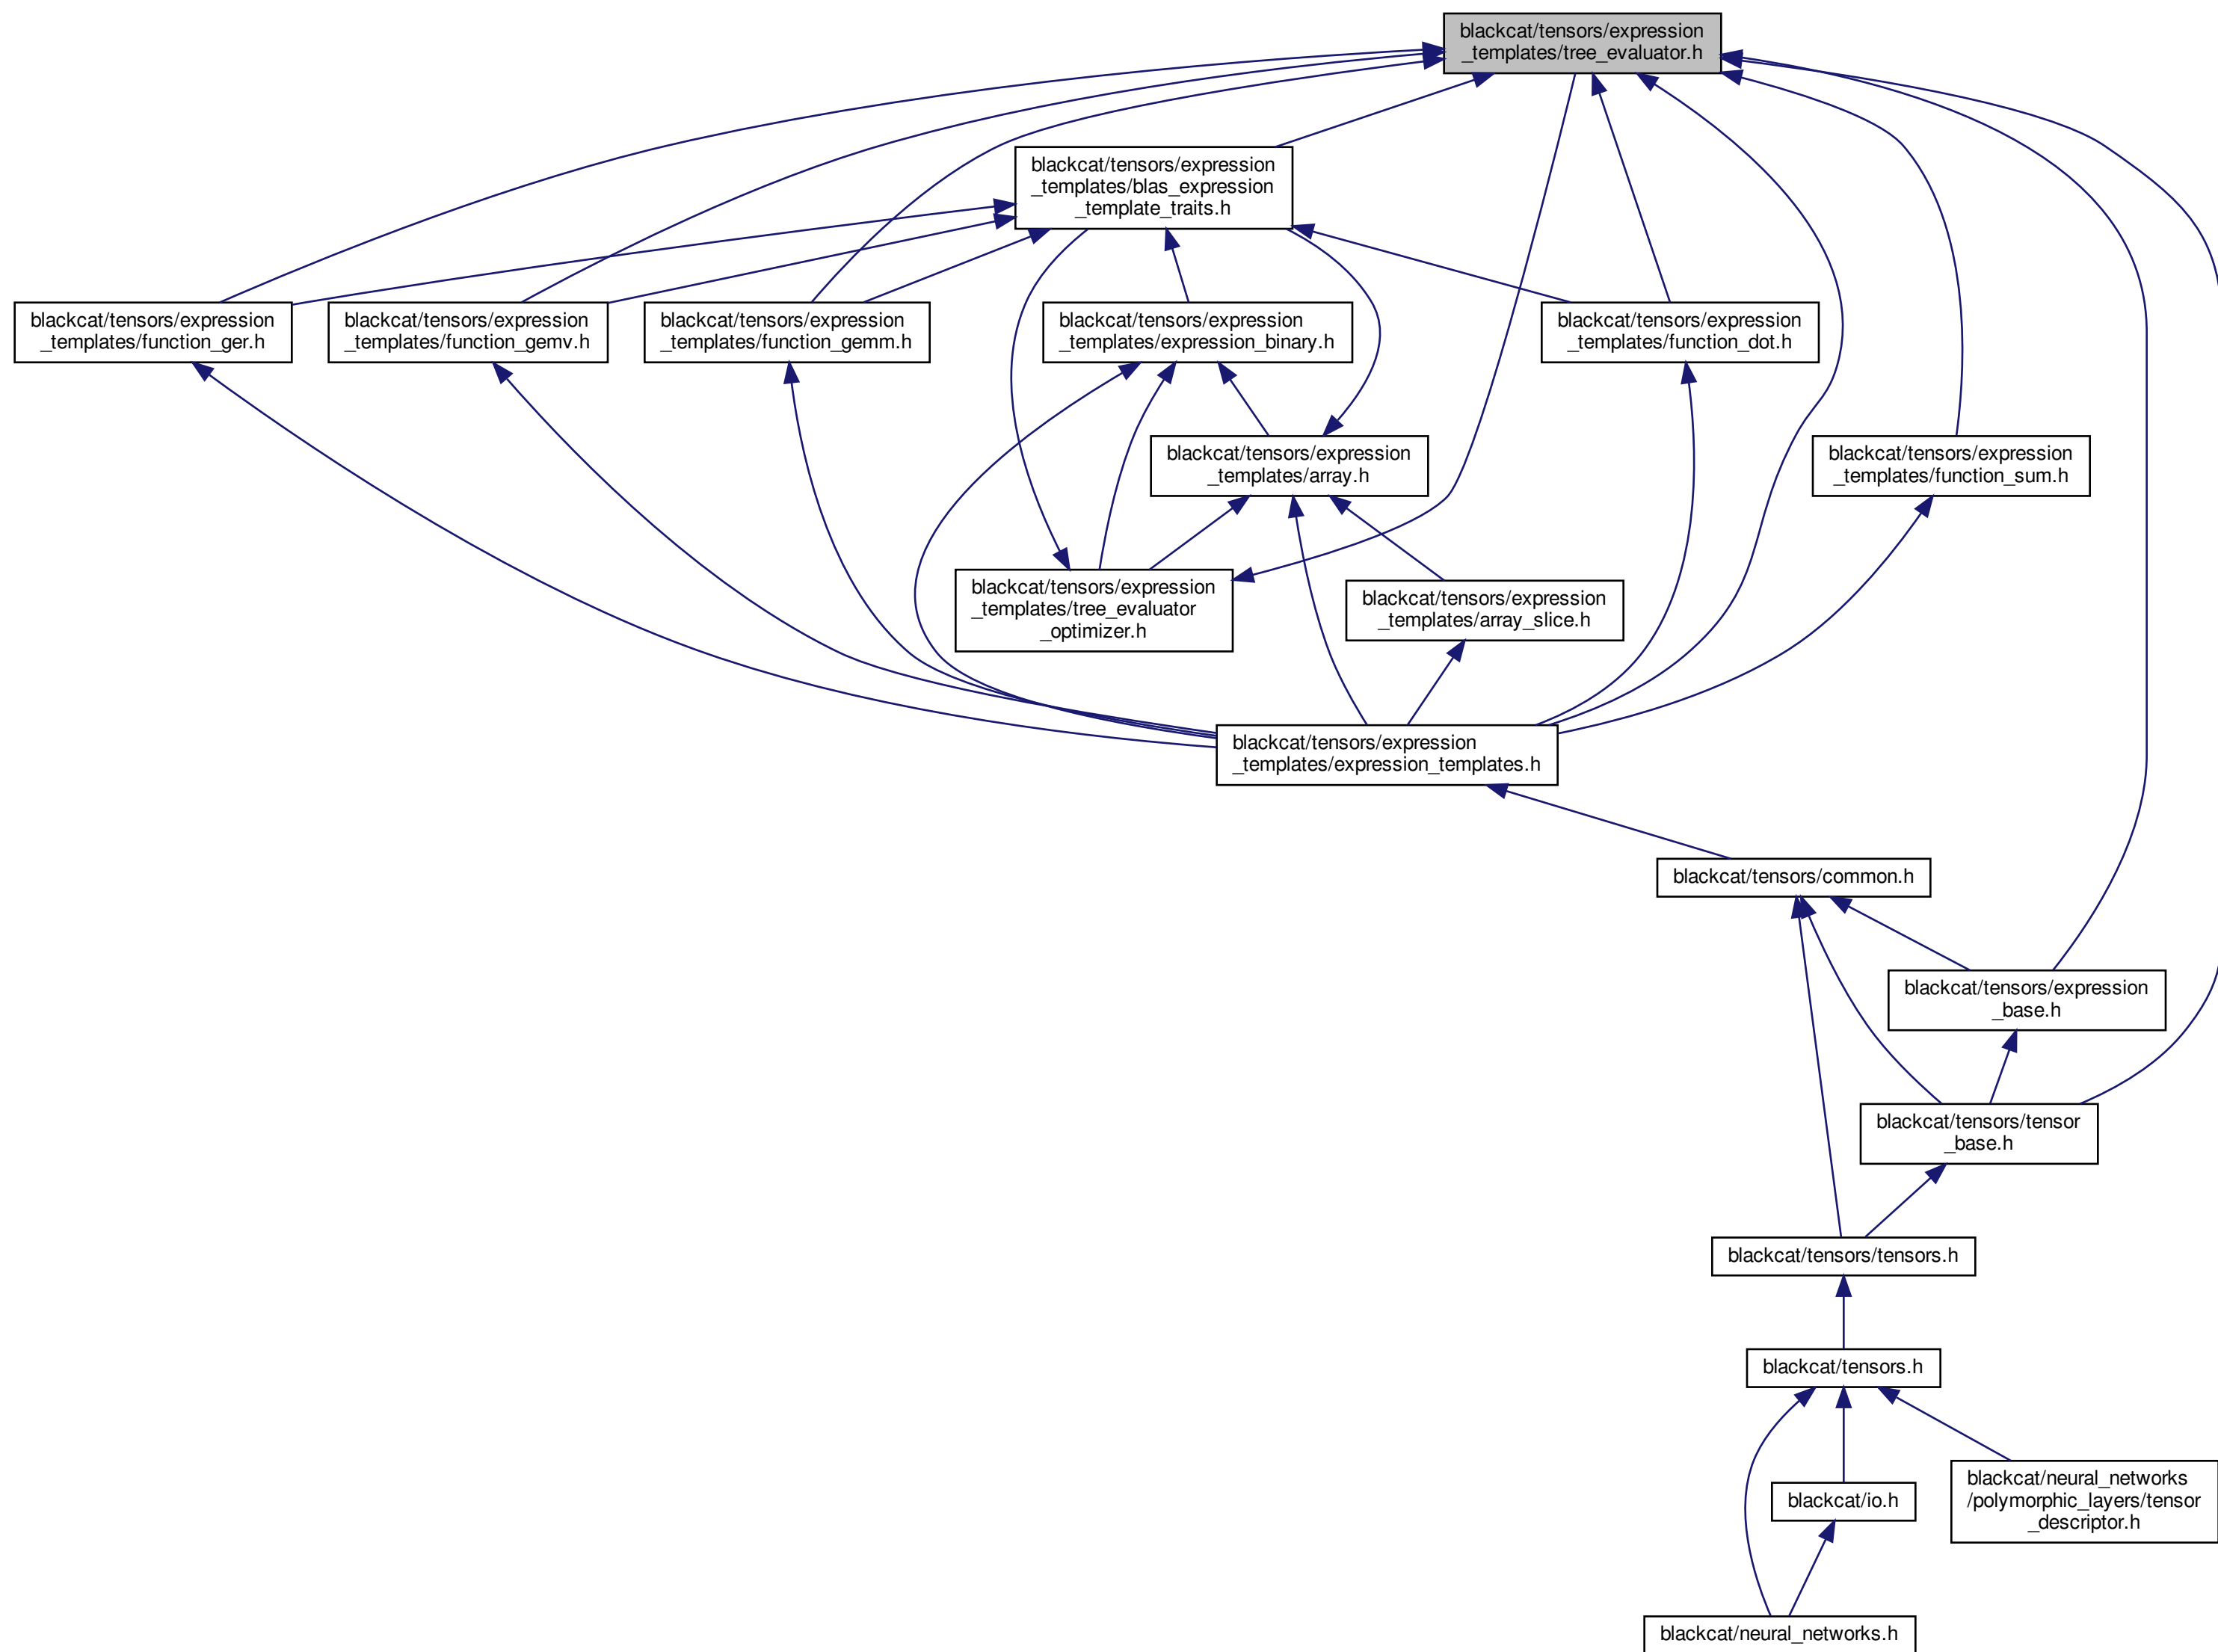 blackcat/tensors/expression
_templates/tree_evaluator.h
blackcat/tensors/expression
_templates/blas_expression
_template_traits.h
blackcat/tensors/expression
_templates/function_ger.h
blackcat/tensors/expression
_templates/function_gemv.h
blackcat/tensors/expression
_templates/function_gemm.h
blackcat/tensors/expression
_templates/expression_binary.h
blackcat/tensors/expression
_templates/function_dot.h
blackcat/tensors/expression
_templates/array.h
blackcat/tensors/expression
_templates/function_sum.h
blackcat/tensors/expression
_templates/tree_evaluator
_optimizer.h
blackcat/tensors/expression
_templates/array_slice.h
blackcat/tensors/expression
_templates/expression_templates.h
blackcat/tensors/common.h
blackcat/tensors/expression
_base.h
blackcat/tensors/tensor
_base.h
blackcat/tensors/tensors.h
blackcat/tensors.h
blackcat/neural_networks
/polymorphic_layers/tensor
_descriptor.h
blackcat/io.h
blackcat/neural_networks.h